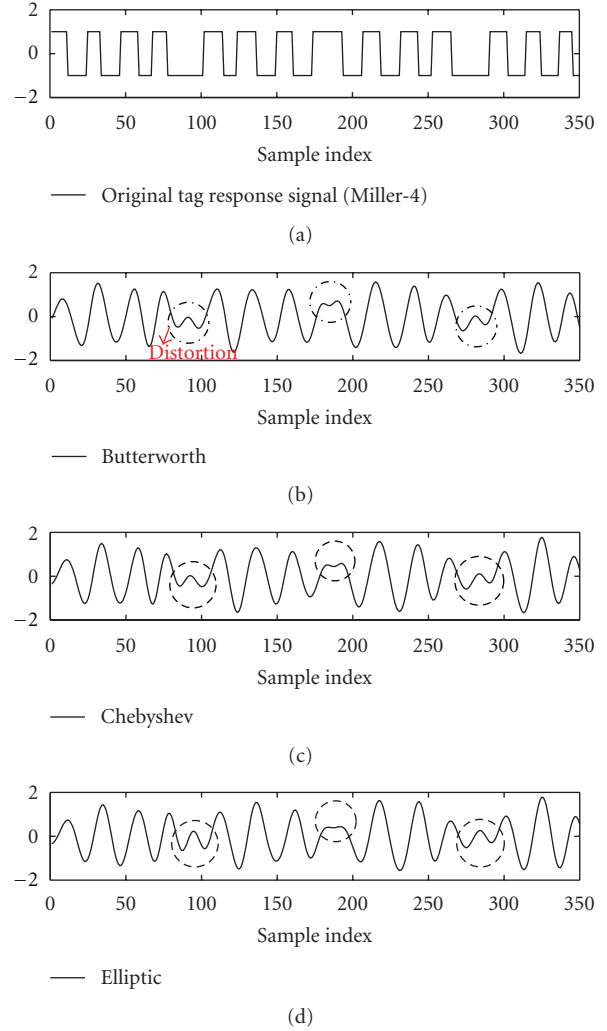 2
0
−2
0 50 100 150 200 250 300 350
Sample index
Original tag response signal (Miller-4)
(a)
2
0
−2
Distortion
0 50 100 150 200 250 300 350
Sample index
Butterworth
(b)
2
0
−2
0 50 100 150 200 250 300 350
Sample index
Chebyshev
(c)
2
0
−2
0 50 100 150 200 250 300 350
Sample index
Elliptic
(d)